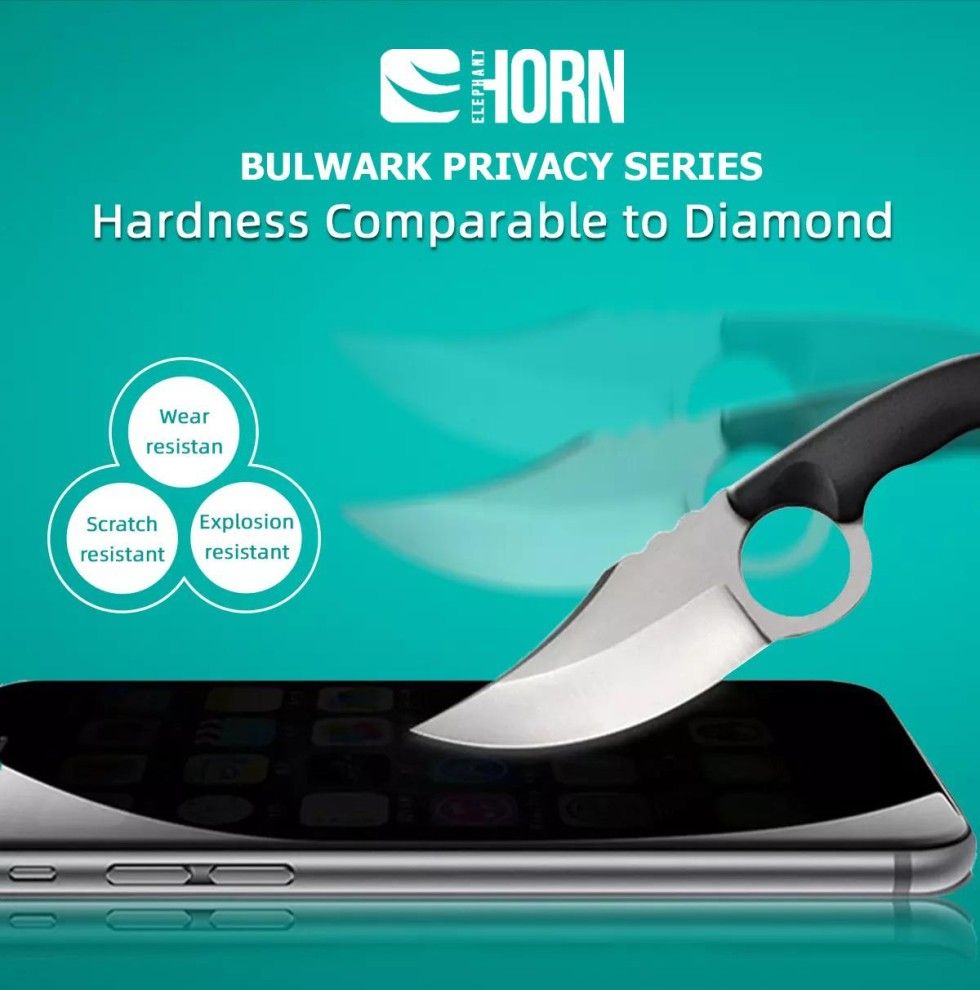 ELEPHANT HORN
BULWARK PRIVACY SERIES
Hardness Comparable to Diamond
Wear
resistan
Scratch
resistant
Explosion
resistant